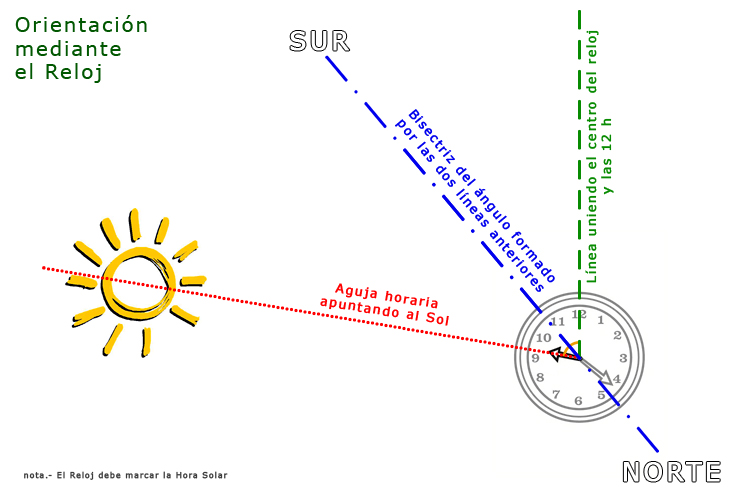 Orientación
mediante
el Reloj
SUR
Línea uniendo el centro del reloj
y las 12 h
Bisectriz del ángulo formado
por las dos líneas anteriores
Aguja horaria
apuntando al Sol
12
1
2
3
4
5
6
7
8
9
10
11
NORTE
nota.- El Reloj debe marcar la Hora Solar